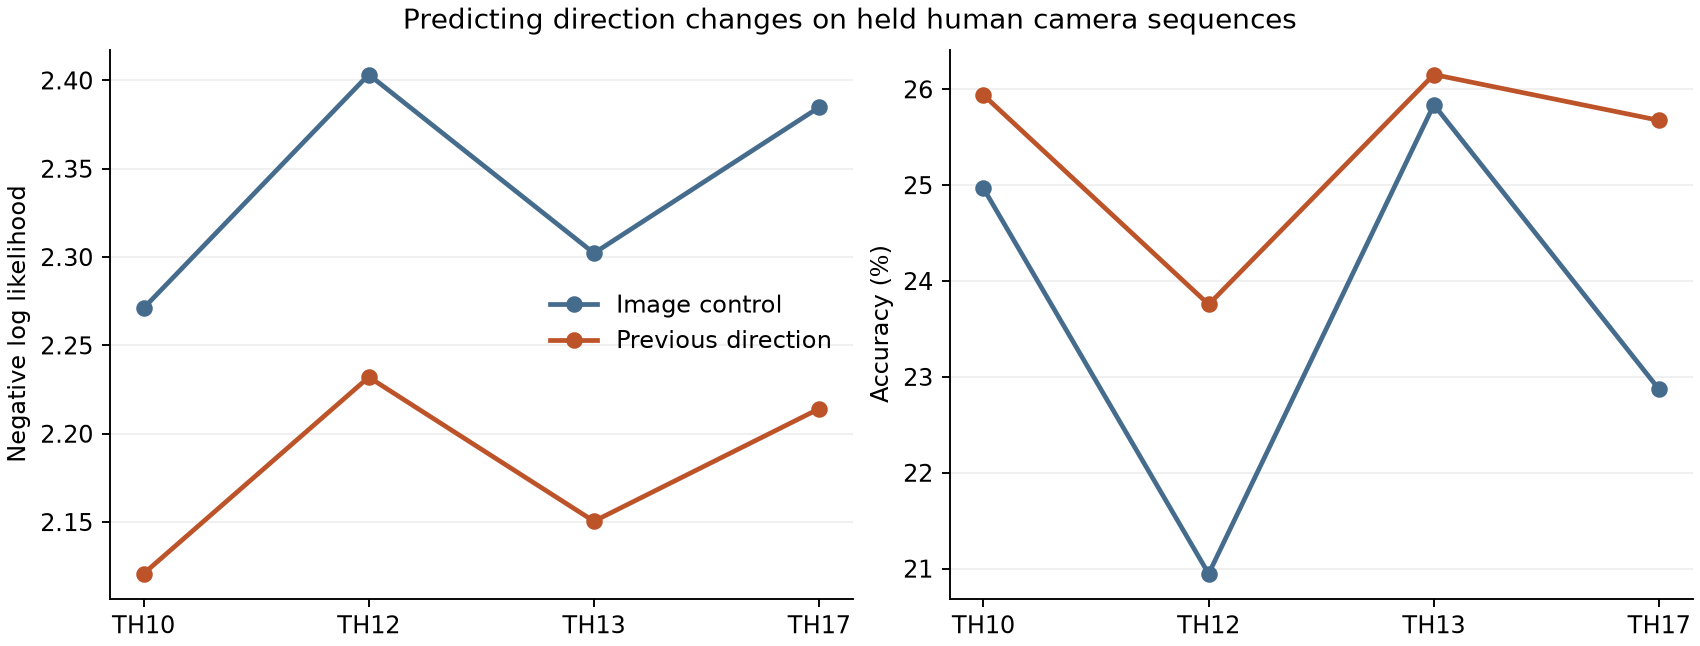 Predicting direction changes on held human camera sequences
Negative log likelihood
2.40
2.35
2.30
2.25
2.20
2.15
Image control
Previous direction
TH10 TH12 TH13 TH17
Accuracy (%)
26
25
24
23
22
21
TH10 TH12 TH13 TH17